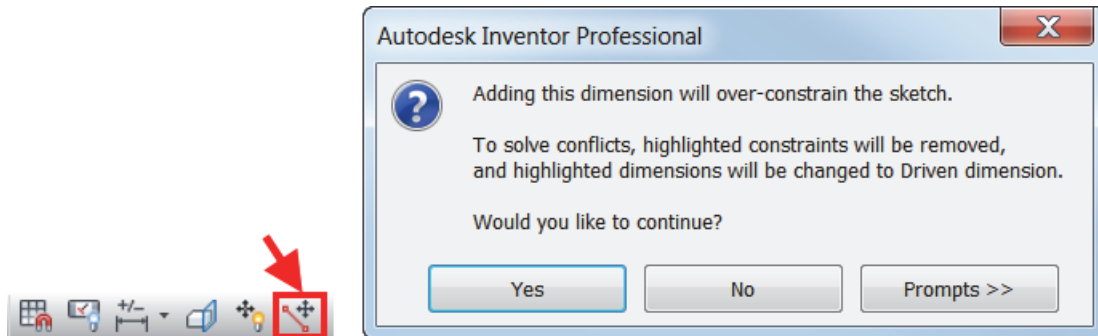 Autodesk Inventor Professional
Adding this dimension will over-constrain the sketch.
To solve conflicts, highlighted constraints will be removed,
and highlighted dimensions will be changed to Driven dimension.
Would you like to continue?
Yes No Prompts >>
+/-